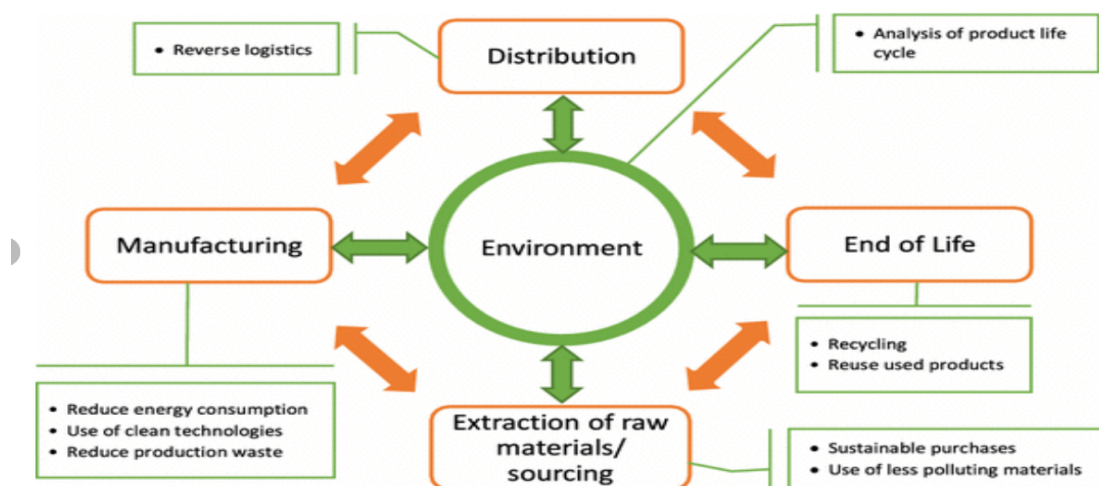 • Reverse logistics
Distribution
• Analysis of product life
cycle
Manufacturing
Environment
End of Life
• Recycling
• Reuse used products
• Reduce energy consumption
• Use of clean technologies
• Reduce production waste
Extraction of raw
materials/
sourcing
• Sustainable purchases
• Use of less polluting materials